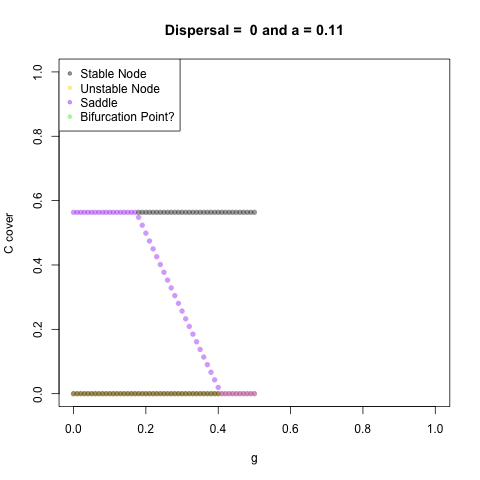 Dispersal =  0 and a = 0.11
Stable Node
Unstable Node
Saddle
Bifurcation Point?
C cover
1.0
0.8
0.6
0.4
0.2
0.0
0.0 0.2 0.4 0.6 0.8 1.0
g